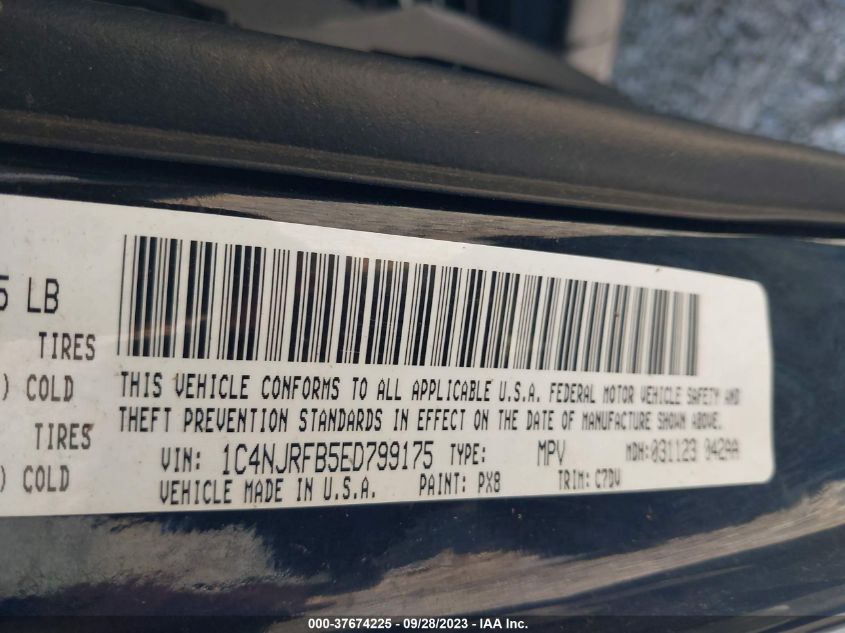 5 LB
TIRES
) COLD
TIRES
) COLD
THIS VEHICLE CONFORMS TO ALL APPLICABLE U.S.A. FEDERAL MOTOR VEHICLE SAFETY AND
THEFT PREVENTION STANDARDS IN EFFECT ON THE DATE OF MANUFACTURE SHOWN ABOVE.
VIN: 1C4NJRFB5ED799175 TYPE: MPV MDH: 031123 042AA
VEHICLE MADE IN U.S.A. PAINT: PX8 TRIM: C7DV
COPART - 37674225 - 09/28/2023 - © IAA, Inc.